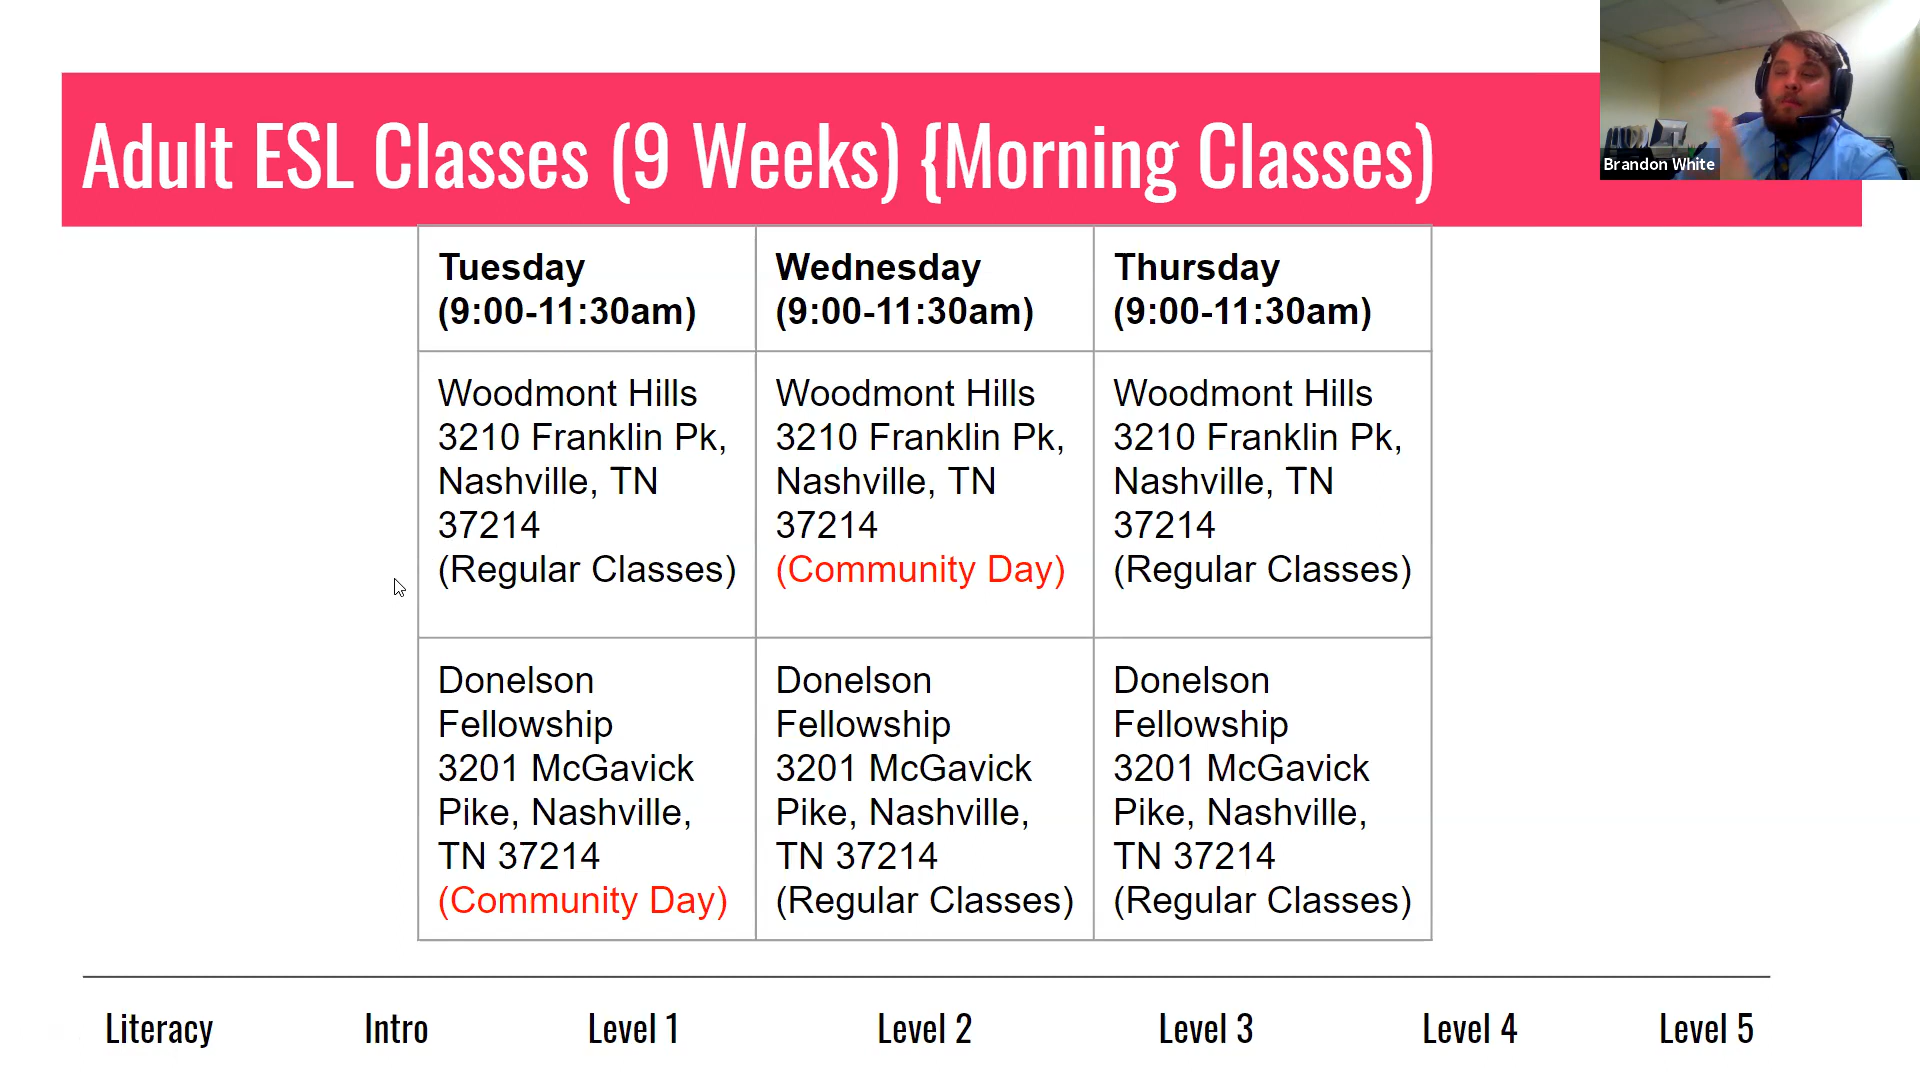 Adult ESL Classes (9 Weeks) {Morning Classes)
Brandon White
Tuesday
(9:00-11:30am)
Wednesday
(9:00-11:30am)
Thursday
(9:00-11:30am)
Woodmont Hills
3210 Franklin Pk,
Nashville, TN
37214
(Regular Classes)
Woodmont Hills
3210 Franklin Pk,
Nashville, TN
37214
(Community Day)
Woodmont Hills
3210 Franklin Pk,
Nashville, TN
37214
(Regular Classes)
Donelson
Fellowship
3201 McGavick
Pike, Nashville,
TN 37214
(Community Day)
Donelson
Fellowship
3201 McGavick
Pike, Nashville,
TN 37214
(Regular Classes)
Donelson
Fellowship
3201 McGavick
Pike, Nashville,
TN 37214
(Regular Classes)
Literacy Intro Level 1 Level 2 Level 3 Level 4 Level 5